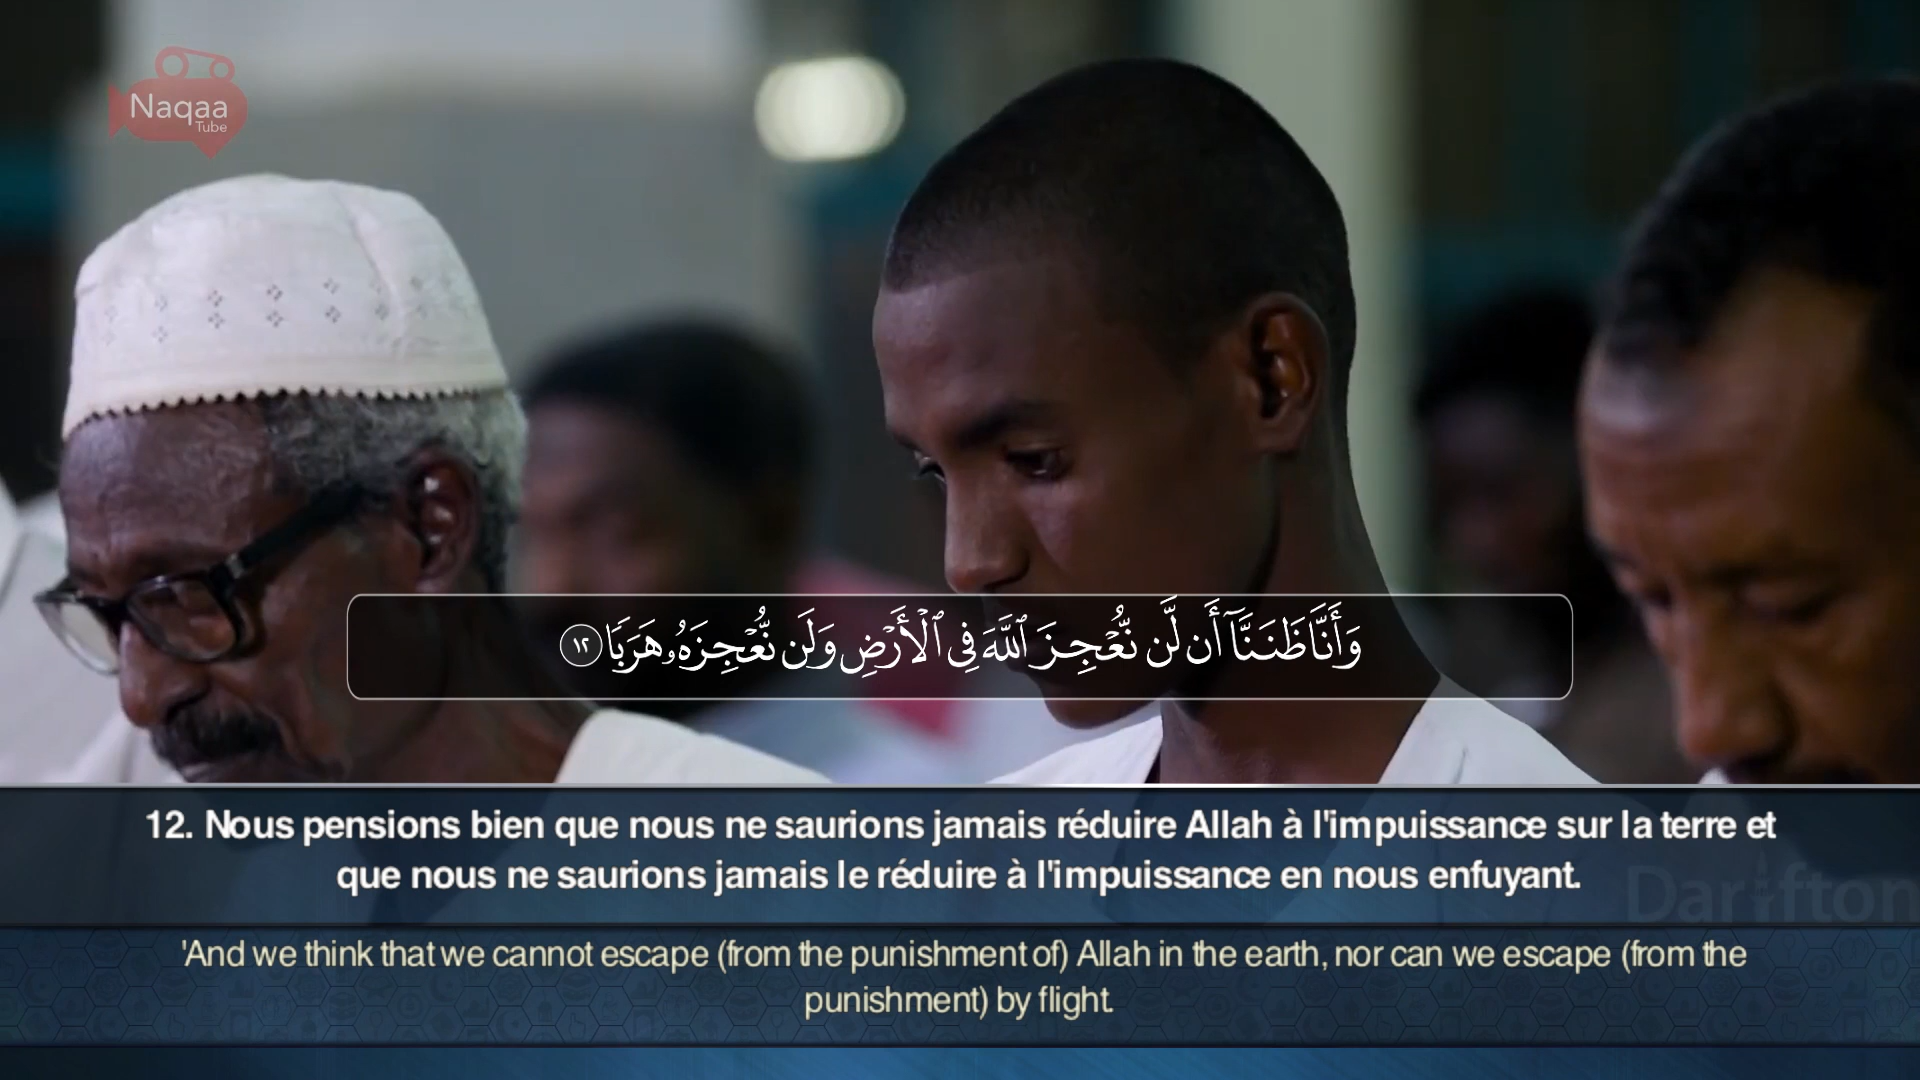 Naqaa
Tube
وَأَنَّا ظَنَنَّآ أَن لَّن نُّعْجِزَ ٱللَّهَ فِى ٱلْأَرْضِ وَلَن نُّعْجِزَهُۥ هَرَبًا ١٢
12. Nous pensions bien que nous ne saurions jamais réduire Allah à l'impuissance sur la terre et
que nous ne saurions jamais le réduire à l'impuissance en nous enfuyant.
'And we think that we cannot escape (from the punishment of) Allah in the earth, nor can we escape (from the
punishment) by flight.